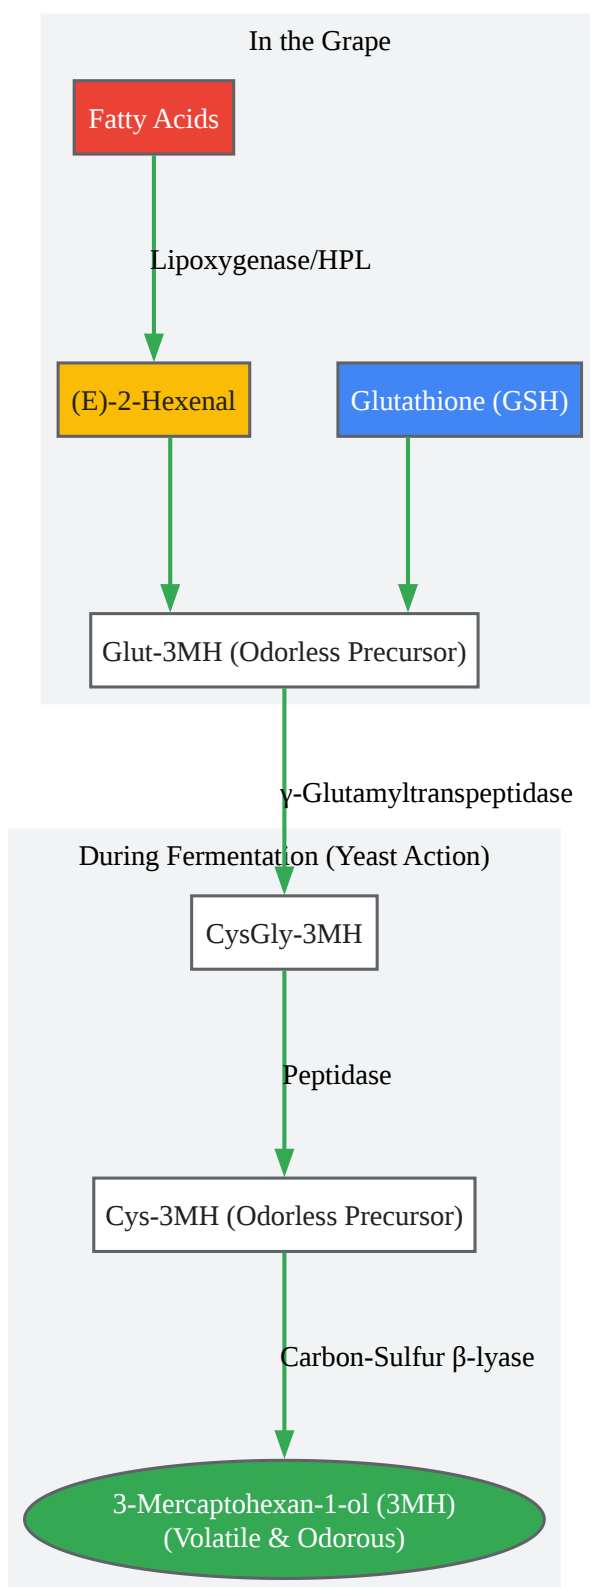 In the Grape
Fatty Acids
Lipoxygenase/HPL
(E)-2-Hexenal
Glutathione (GSH)
Glut-3MH (Odorless Precursor)
γ-Glutamyltranspeptidase
During Fermentation (Yeast Action)
CysGly-3MH
Peptidase
Cys-3MH (Odorless Precursor)
Carbon-Sulfur β-lyase
3-Mercaptohexan-1-ol (3MH)
(Volatile & Odorous)